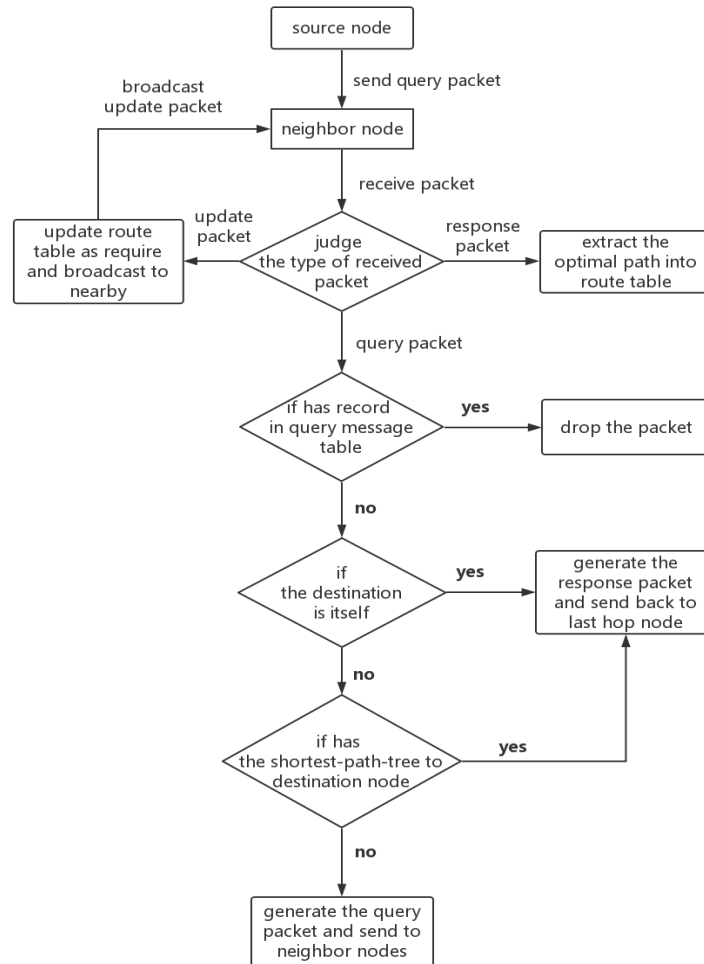 source node
send query packet
broadcast
update packet
neighbor node
receive packet
update
packet
response
packet
update route
table as require
and broadcast to
nearby
judge
the type of received
packet
extract the
optimal path into
route table
query packet
if has record
in query message
table
yes
drop the packet
no
if
the destination
is itself
yes
generate the
response packet
and send back to
last hop node
no
if has
the shortest-path-tree to
destination node
yes
no
generate the query
packet and send to
neighbor nodes